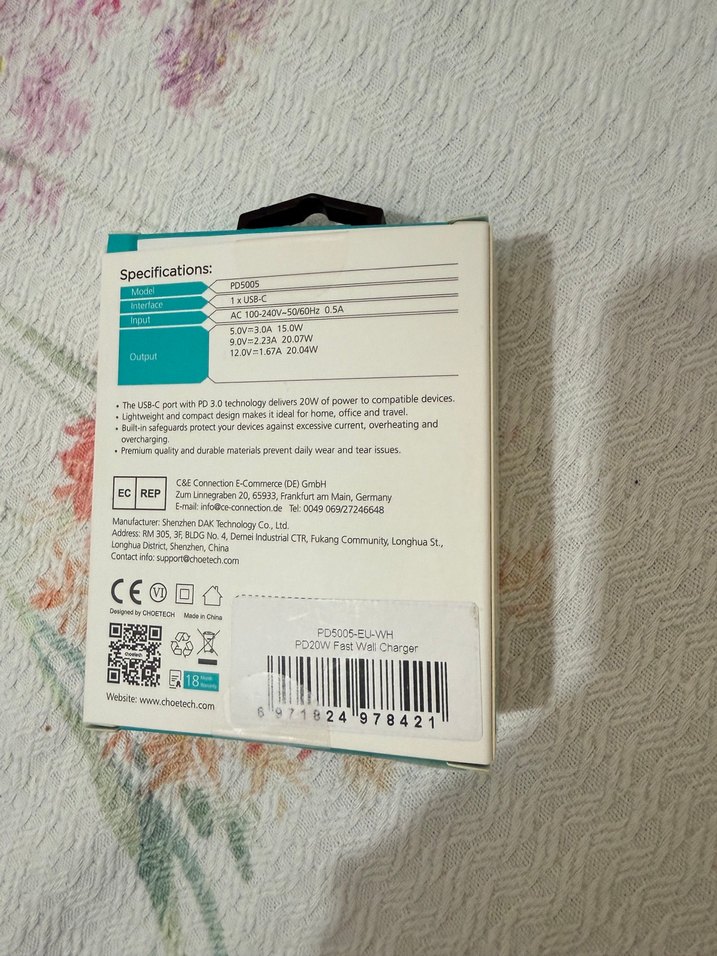 Specifications:
Model PD5005
Interface 1 x USB-C
Input AC 100-240V~50/60Hz 0.5A
Output 5.0V=3.0A 15.0W
9.0V=2.23A 20.07W
12.0V=1.67A 20.04W
• The USB-C port with PD 3.0 technology delivers 20W of power to compatible devices.
• Lightweight and compact design makes it ideal for home, office and travel.
• Built-in safeguards protect your devices against excessive current, overheating and
overcharging.
• Premium quality and durable materials prevent daily wear and tear issues.
EC REP
C&E Connection E-Commerce (DE) GmbH
Zum Linnegraben 20, 65933, Frankfurt am Main, Germany
E-mail: info@ce-connection.de Tel: 0049 069/27246648
Manufacturer: Shenzhen DAK Technology Co., Ltd.
Address: RM 305, 3F, BLDG No. 4, Demei Industrial CTR, Fukang Community, Longhua St.,
Longhua District, Shenzhen, China
Contact info: support@choetech.com
CE VI
Designed by CHOETECH Made in China
choetech
18 Month
Warranty
Website: www.choetech.com
PD5005-EU-WH
PD20W Fast Wall Charger
6 971824 978421